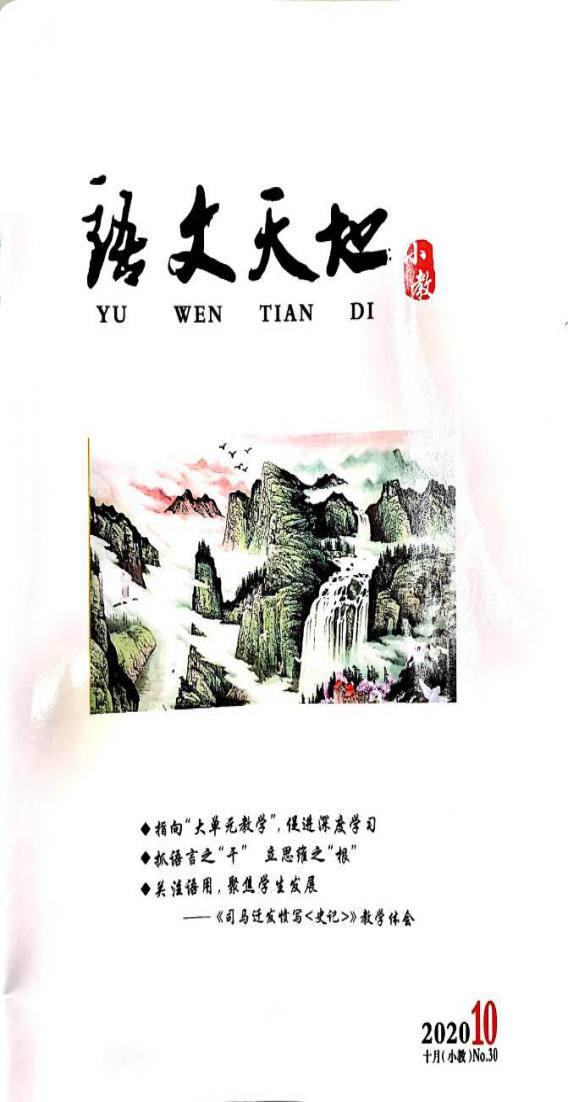 语文天地
小教
YU WEN TIAN DI
◆指向“大单元教学”，促进深度学习
◆抓语言之“干” 立思维之“根”
◆关注语用，聚焦学生发展
——《司马迁发愤写<史记>》教学体会
2020 10
十月(小教)No.30